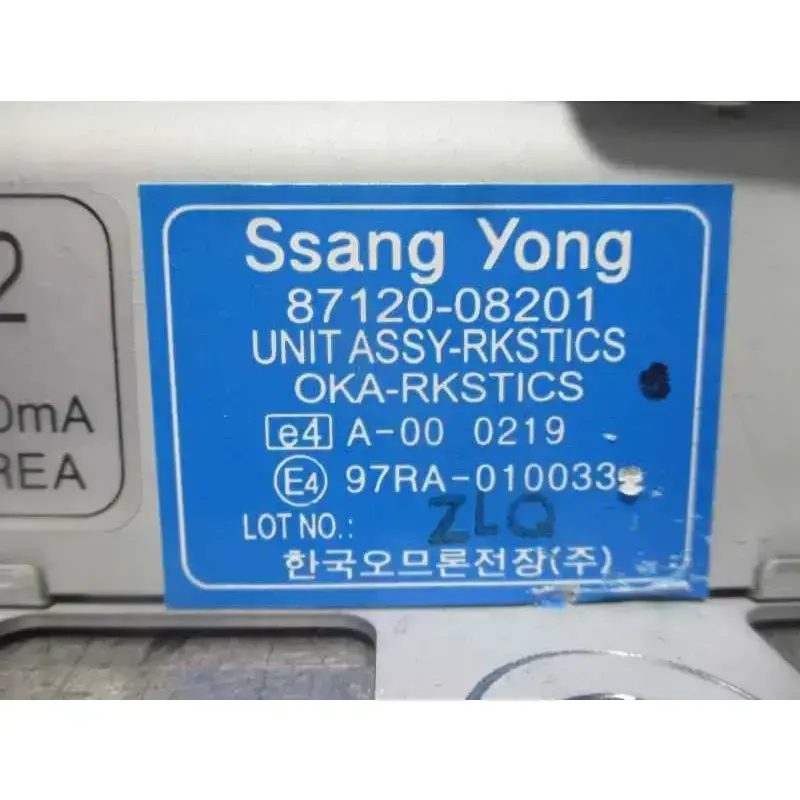 2
0mA
REA
Ssang Yong
87120-08201
UNIT ASSY-RKSTICS
OKA-RKSTICS
e4 A-00 0219
E4 97RA-010033
LOT NO.: ZLQ
한국오므론전장(주)